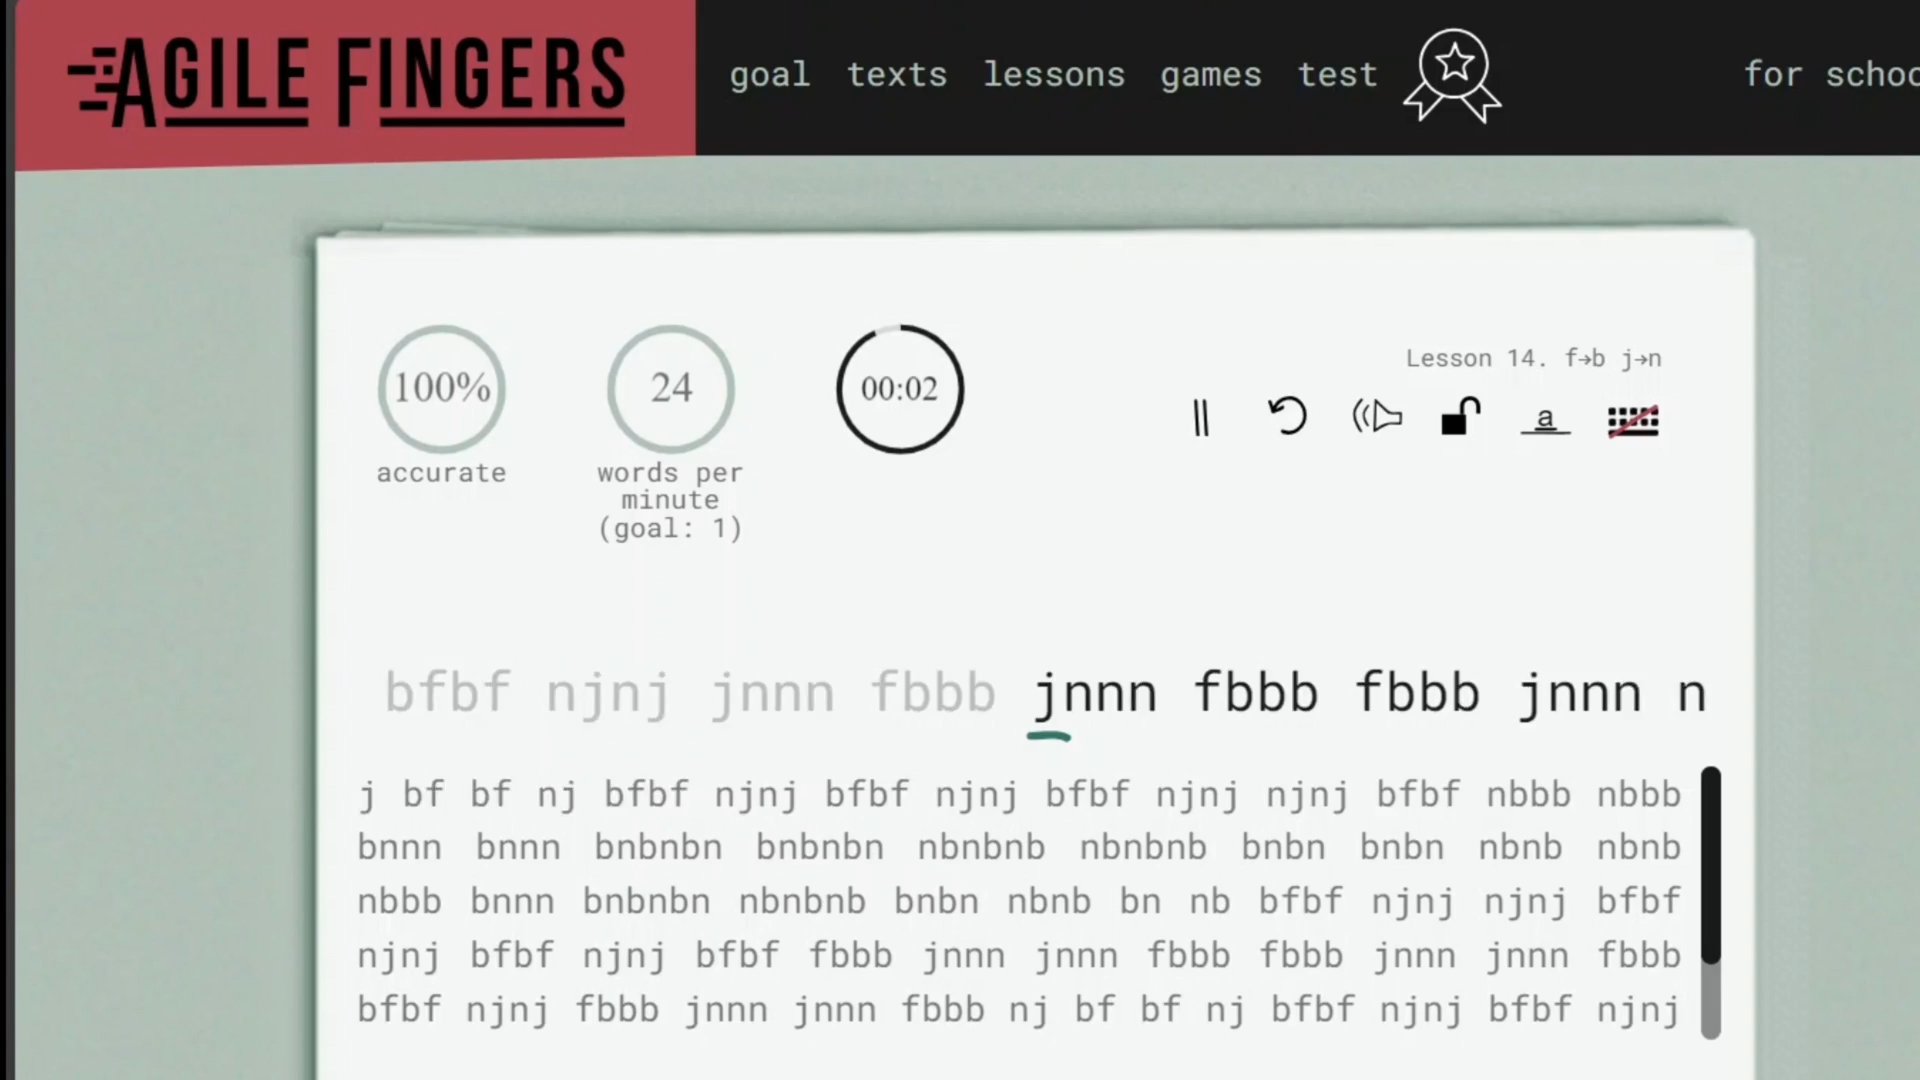 AGILE FINGERS
goal texts lessons games test
for schoo
100%
accurate
24
words per
minute
(goal: 1)
00:02
Lesson 14. f→b j→n
a
bfbf njnj jnnn fbbb jnnn fbbb fbbb jnnn n
j bf bf nj bfbf njnj bfbf njnj bfbf njnj njnj bfbf nbbb nbbb
bnnn bnnn bnbnbn bnbnbn nbnbnb nbnbnb bnbn bnbn nbnb nbnb
nbbb bnnn bnbnbn nbnbnb bnbn nbnb bn nb bfbf njnj njnj bfbf
njnj bfbf njnj bfbf fbbb jnnn jnnn fbbb fbbb jnnn jnnn fbbb
bfbf njnj fbbb jnnn jnnn fbbb nj bf bf nj bfbf njnj bfbf njnj